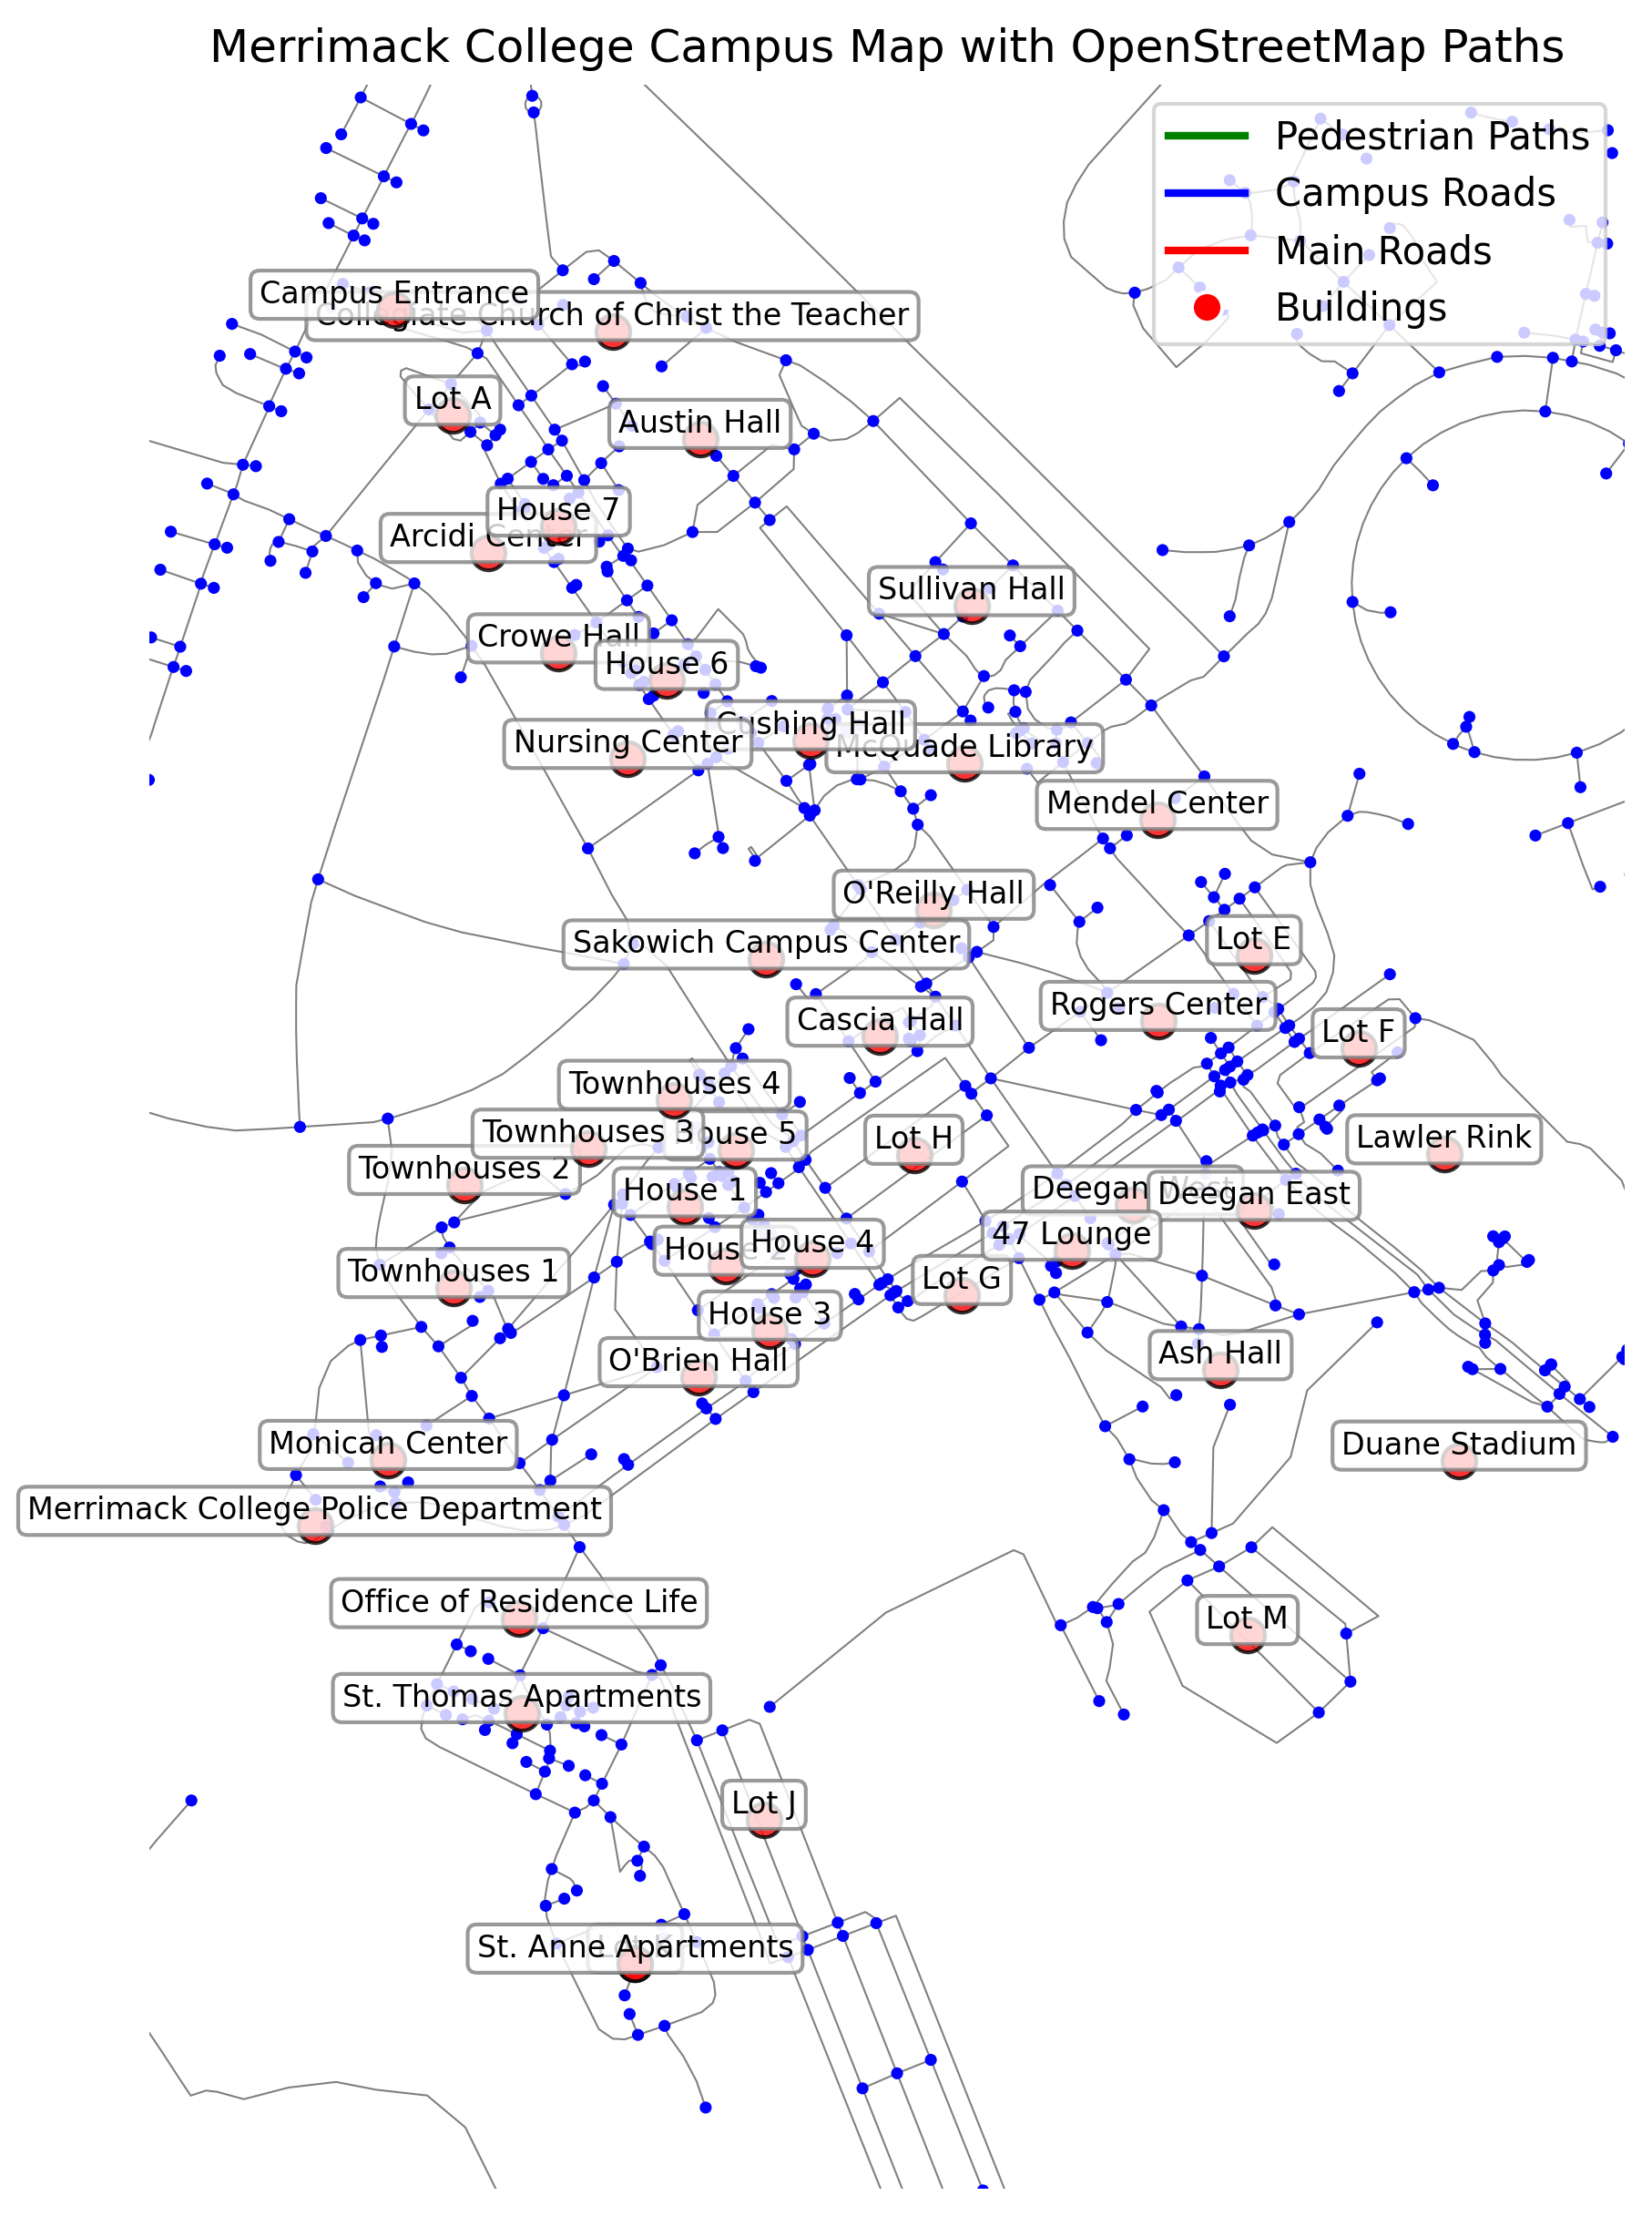 Merrimack College Campus Map with OpenStreetMap Paths
Pedestrian Paths
Campus Roads
Main Roads
Buildings
Campus Entrance
Collegiate Church of Christ the Teacher
Lot A
Austin Hall
House 7
Arcidi Center
Sullivan Hall
Crowe Hall
House 6
Cushing Hall
Nursing Center
McQuade Library
Mendel Center
O'Reilly Hall
Sakowich Campus Center
Lot E
Rogers Center
Cascia Hall
Lot F
Townhouses 4
Townhouses 3
House 5
Lot H
Lawler Rink
Townhouses 2
House 1
Deegan West
Deegan East
47 Lounge
House 2
House 4
Townhouses 1
Lot G
House 3
O'Brien Hall
Ash Hall
Monican Center
Duane Stadium
Merrimack College Police Department
Office of Residence Life
Lot M
St. Thomas Apartments
Lot J
St. Anne Apartments
Lot K